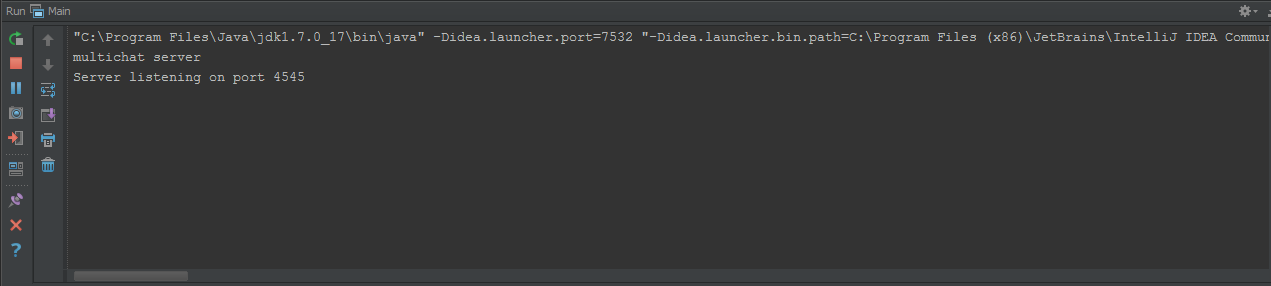 Run Main
"C:\Program Files\Java\jdk1.7.0_17\bin\java" -Didea.launcher.port=7532 "-Didea.launcher.bin.path=C:\Program Files (x86)\JetBrains\IntelliJ IDEA Commu
multichat server
Server listening on port 4545
?